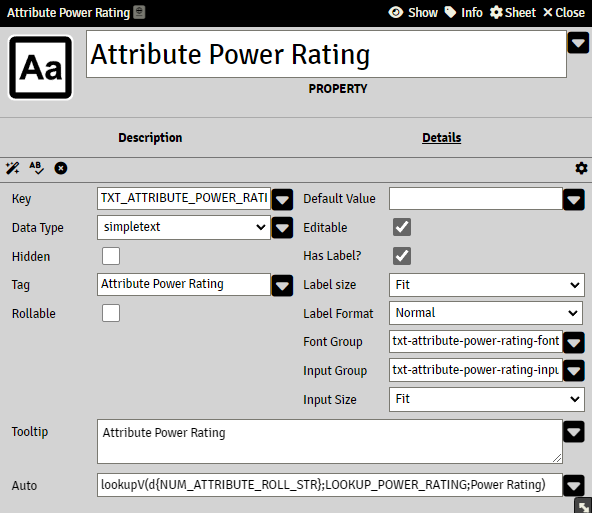 Attribute Power Rating Show Info Sheet Close
Aa Attribute Power Rating
PROPERTY
Description Details
AB
Key TXT_ATTRIBUTE_POWER_RATI Default Value
Data Type simpletext Editable
Hidden Has Label?
Tag Attribute Power Rating Label size Fit
Rollable Label Format Normal
Font Group txt-attribute-power-rating-font
Input Group txt-attribute-power-rating-inpu
Input Size Fit
Tooltip Attribute Power Rating
Auto lookupV(d{NUM_ATTRIBUTE_ROLL_STR};LOOKUP_POWER_RATING;Power Rating)